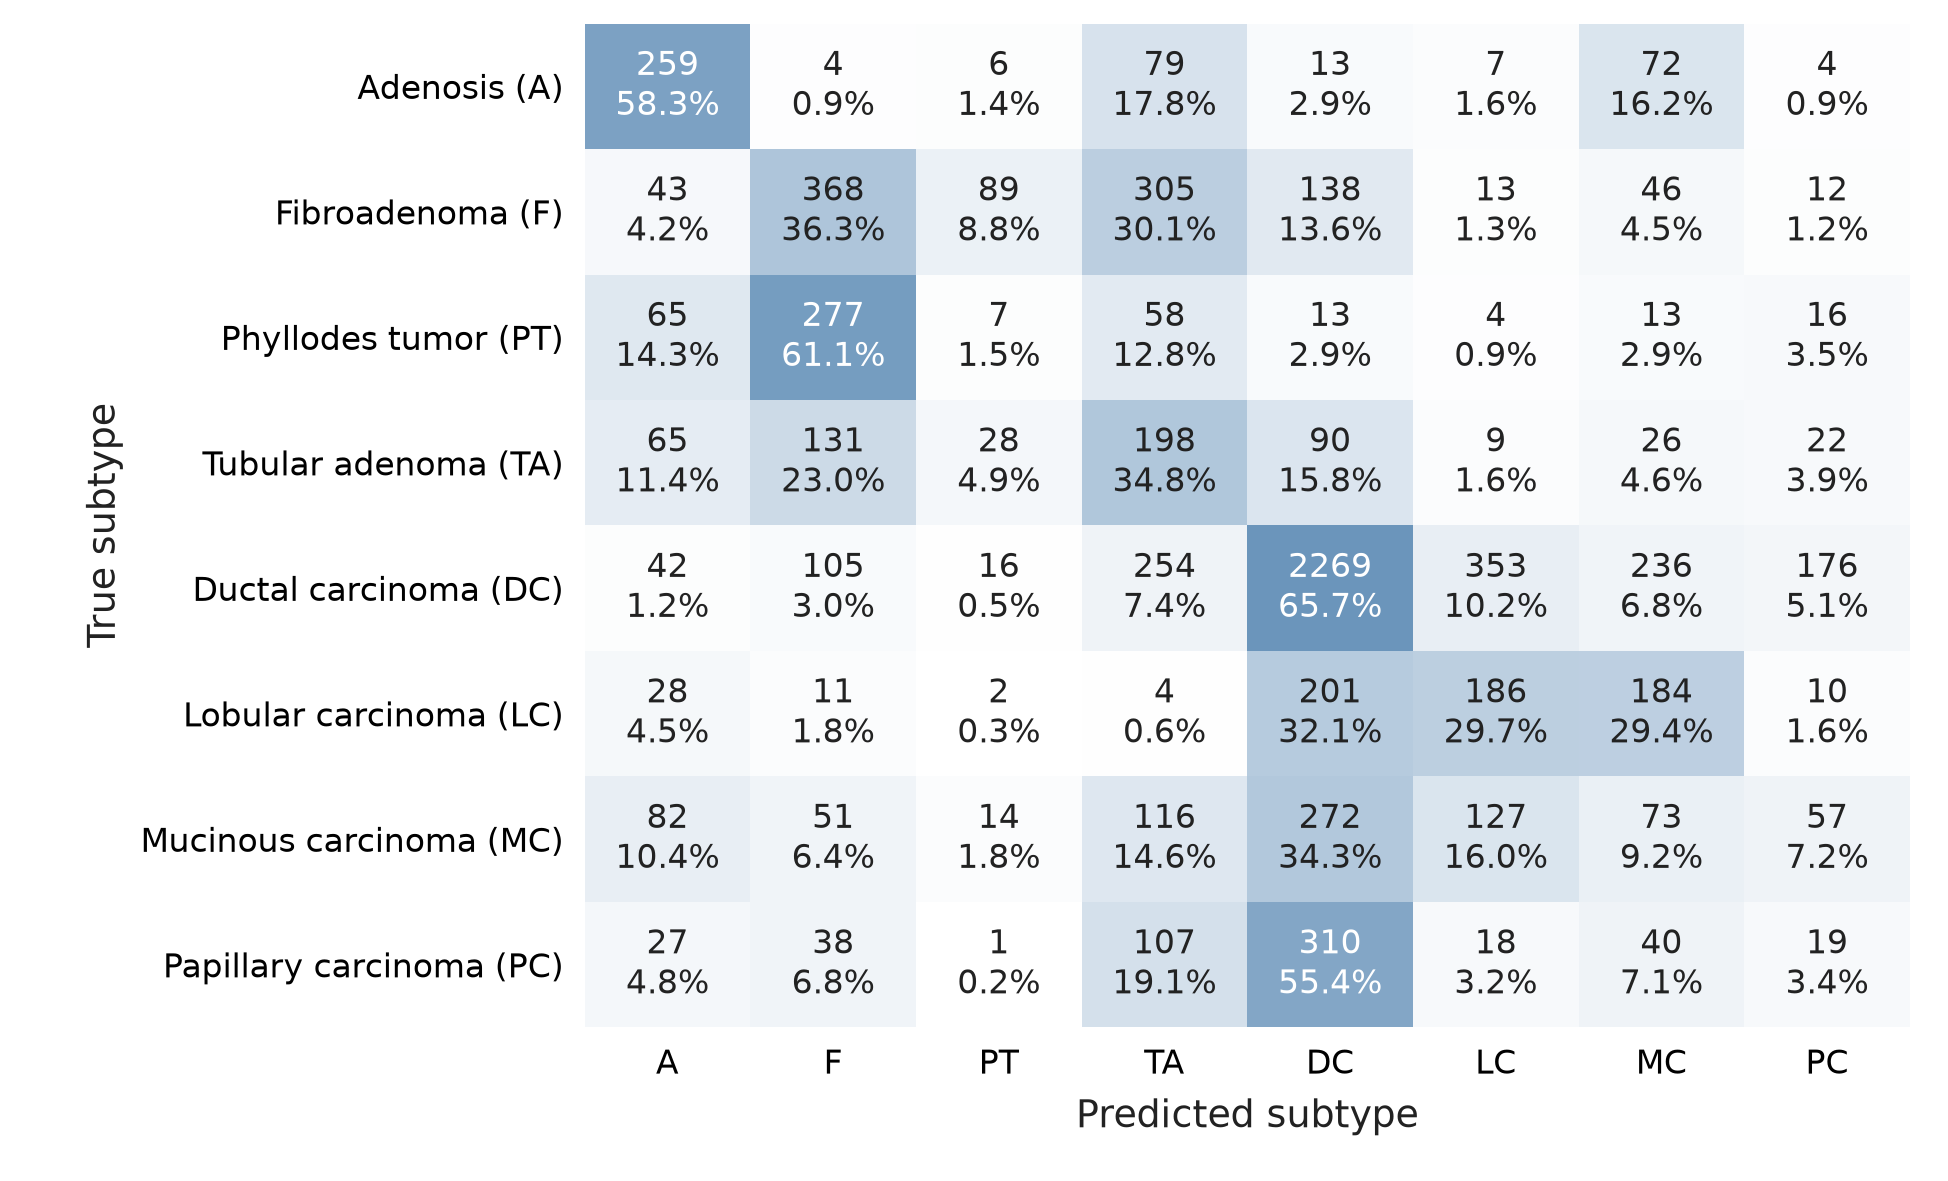 Adenosis (A) 259 4 6 79 13 7 72 4
58.3% 0.9% 1.4% 17.8% 2.9% 1.6% 16.2% 0.9%
Fibroadenoma (F) 43 368 89 305 138 13 46 12
4.2% 36.3% 8.8% 30.1% 13.6% 1.3% 4.5% 1.2%
Phyllodes tumor (PT) 65 277 7 58 13 4 13 16
14.3% 61.1% 1.5% 12.8% 2.9% 0.9% 2.9% 3.5%
Tubular adenoma (TA) 65 131 28 198 90 9 26 22
11.4% 23.0% 4.9% 34.8% 15.8% 1.6% 4.6% 3.9%
Ductal carcinoma (DC) 42 105 16 254 2269 353 236 176
1.2% 3.0% 0.5% 7.4% 65.7% 10.2% 6.8% 5.1%
Lobular carcinoma (LC) 28 11 2 4 201 186 184 10
4.5% 1.8% 0.3% 0.6% 32.1% 29.7% 29.4% 1.6%
Mucinous carcinoma (MC) 82 51 14 116 272 127 73 57
10.4% 6.4% 1.8% 14.6% 34.3% 16.0% 9.2% 7.2%
Papillary carcinoma (PC) 27 38 1 107 310 18 40 19
4.8% 6.8% 0.2% 19.1% 55.4% 3.2% 7.1% 3.4%
A F PT TA DC LC MC PC
Predicted subtype
True subtype